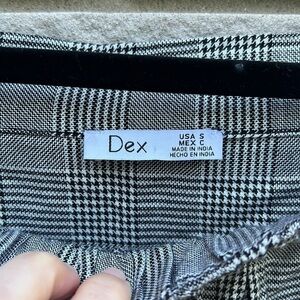 Dex
USA S
MEX C
MADE IN INDIA
HECHO EN INDIA